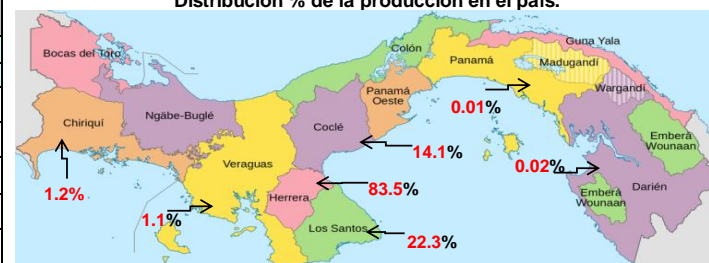 Distribución % de la producción en el país.
Bocas del Toro
Colón
Guna Yala
Panamá
Madugandí
Wargandí
Chiriquí
Ngäbe-Buglé
Coclé
Panamá
Oeste
0.01%
Emberá
Wounaan
14.1%
Veraguas
0.02%
1.2%
83.5%
Herrera
Emberá
Wounaan
Darién
1.1%
Los Santos
22.3%